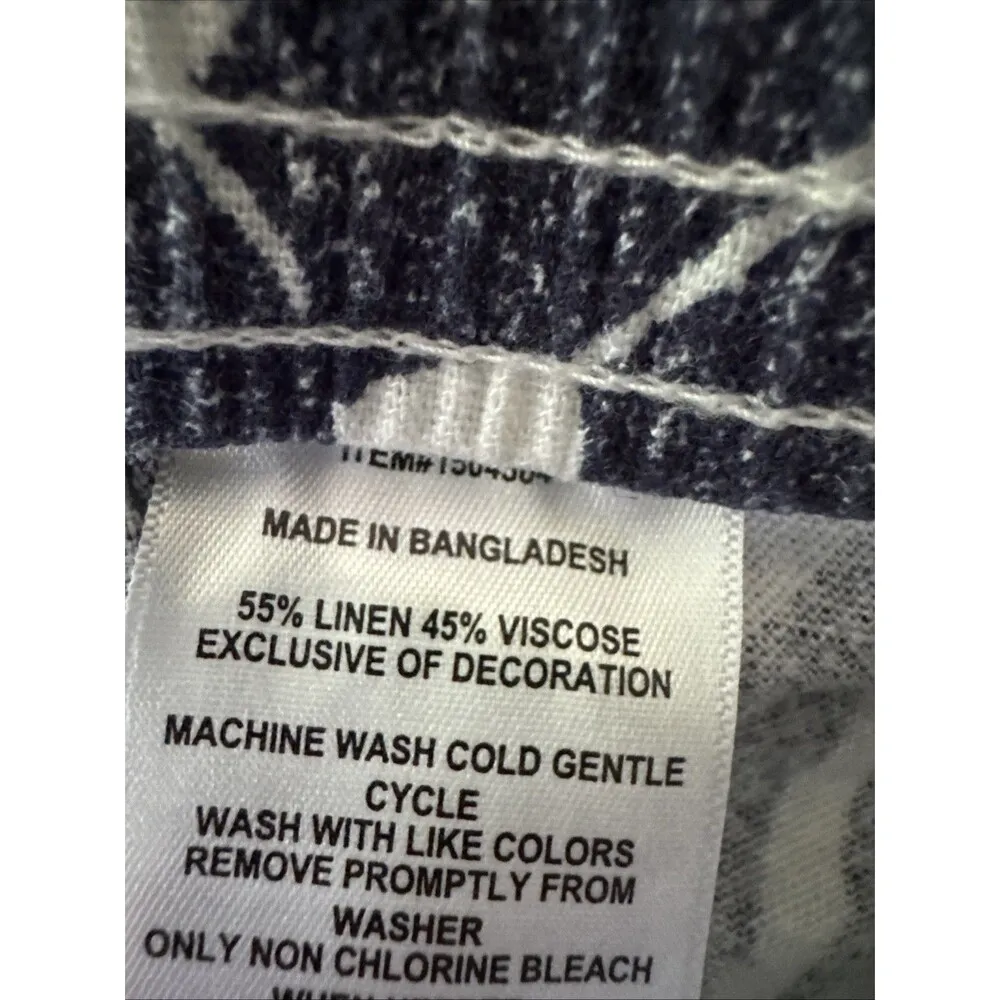 MADE IN BANGLADESH
55% LINEN 45% VISCOSE
EXCLUSIVE OF DECORATION
MACHINE WASH COLD GENTLE
CYCLE
WASH WITH LIKE COLORS
REMOVE PROMPTLY FROM
WASHER
ONLY NON CHLORINE BLEACH